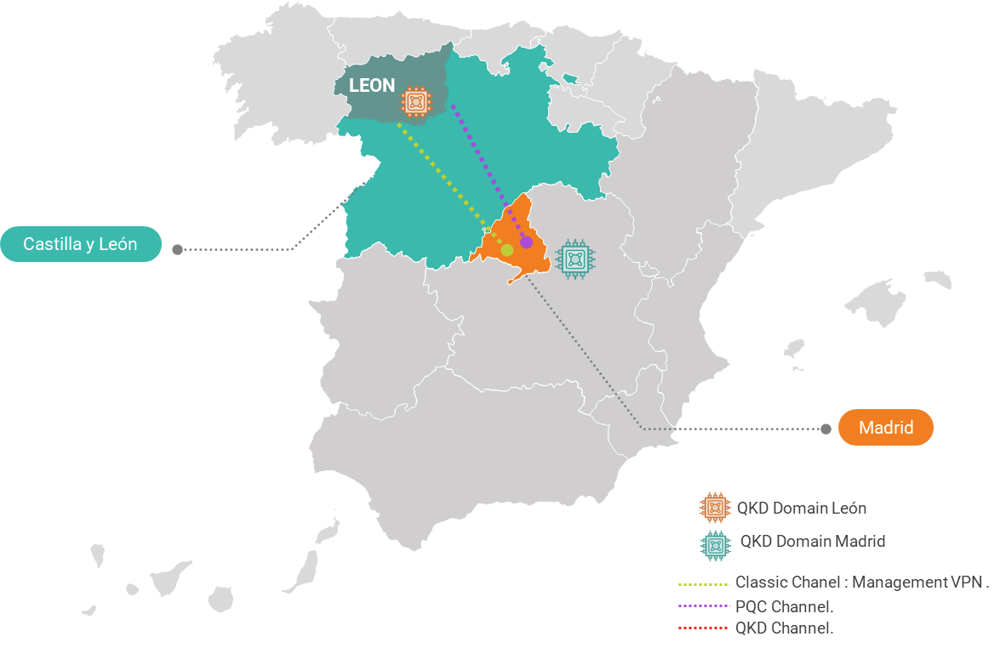 LEON
Castilla y León
Madrid
QKD Domain León
QKD Domain Madrid
Classic Chanel : Management VPN .
PQC Channel.
QKD Channel.